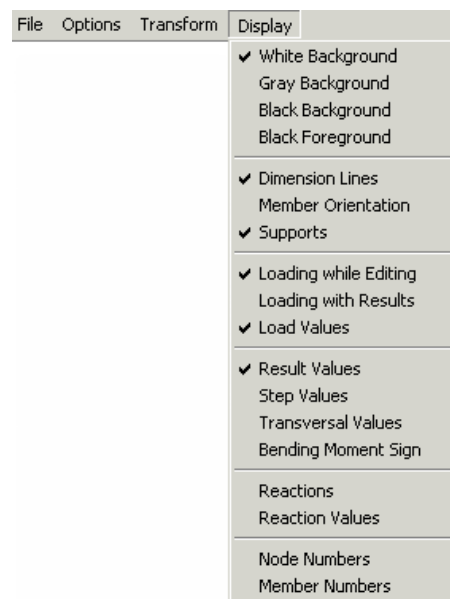 File Options Transform Display
White Background
Gray Background
Black Background
Black Foreground
Dimension Lines
Member Orientation
Supports
Loading while Editing
Loading with Results
Load Values
Result Values
Step Values
Transversal Values
Bending Moment Sign
Reactions
Reaction Values
Node Numbers
Member Numbers